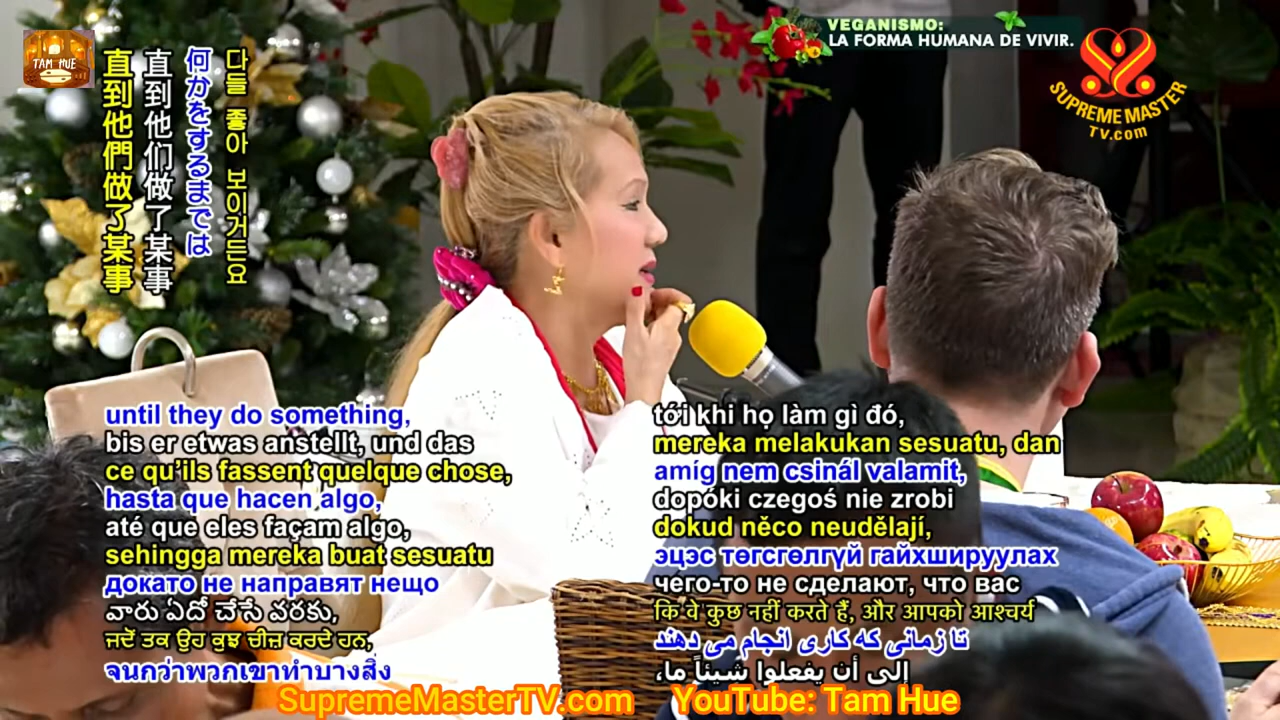 TAM HUE
VEGANISMO:
LA FORMA HUMANA DE VIVIR.
SUPREME MASTER
TV.com
다들 좋아 보이거든요
何かをするまでは
直到他们做了某事
直到他們做了某事
until they do something,
bis er etwas anstellt, und das
ce qu'ils fassent quelque chose,
hasta que hacen algo,
até que eles façam algo,
sehingga mereka buat sesuatu
докато не направят нещо
వారు ఏదో చేసే వరకు,
ਜਦੋਂ ਤਕ ਉਹ ਕੁਝ ਚੀਜ਼ ਕਰਦੇ ਹਨ,
จนกว่าพวกเขาทำบางสิ่ง
tới khi họ làm gì đó,
mereka melakukan sesuatu, dan
amíg nem csinál valamit,
dopóki czegoś nie zrobi
dokud něco neudělají,
эцэс төгсгөлгүй гайхшируулах
чего-то не сделают, что вас
कि वे कुछ नहीं करते हैं, और आपको आश्चर्य
تا زمانی که کاری انجام می دهند
إلى أن يفعلوا شيئاً ما،
SupremeMasterTV.com YouTube: Tam Hue